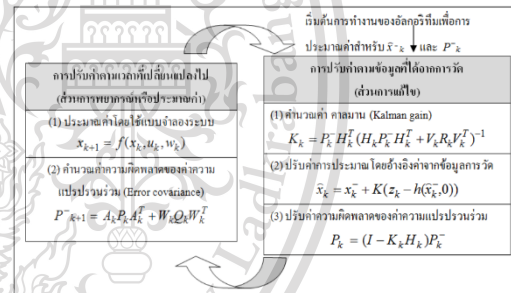 เริ่มต้นการทำงานของอัลกอริทึมเพื่อการ
ประมาณค่าสำหรับ x̂⁻ₖ และ P⁻ₖ
การปรับค่าตามเวลาที่เปลี่ยนแปลงไป
(ส่วนการพยากรณ์หรือประมาณค่า)
(1) ประมาณค่าโดยใช้แบบจำลองระบบ
xₖ₊₁ = f(xₖ,uₖ,wₖ)
(2) คำนวณค่าความผิดพลาดของค่าความ
แปรปรวนร่วม (Error covariance)
P⁻ₖ₊₁ = AₖPₖAₖᵀ + WₖQₖWₖᵀ
การปรับค่าตามข้อมูลที่ได้จากการวัด
(ส่วนการแก้ไข)
(1) คำนวณค่า คาลมาน (Kalman gain)
Kₖ = Pₖ⁻Hₖᵀ(HₖPₖ⁻Hₖᵀ + VₖRₖVₖᵀ)⁻¹
(2) ปรับค่าการประมาณ โดยอ้างอิงค่าจากข้อมูลการวัด
x̂ₖ = xₖ⁻ + K(zₖ − h(x̂ₖ⁻,0))
(3) ปรับค่าความผิดพลาดของค่าความแปรปรวนร่วม
Pₖ = (I − KₖHₖ)Pₖ⁻